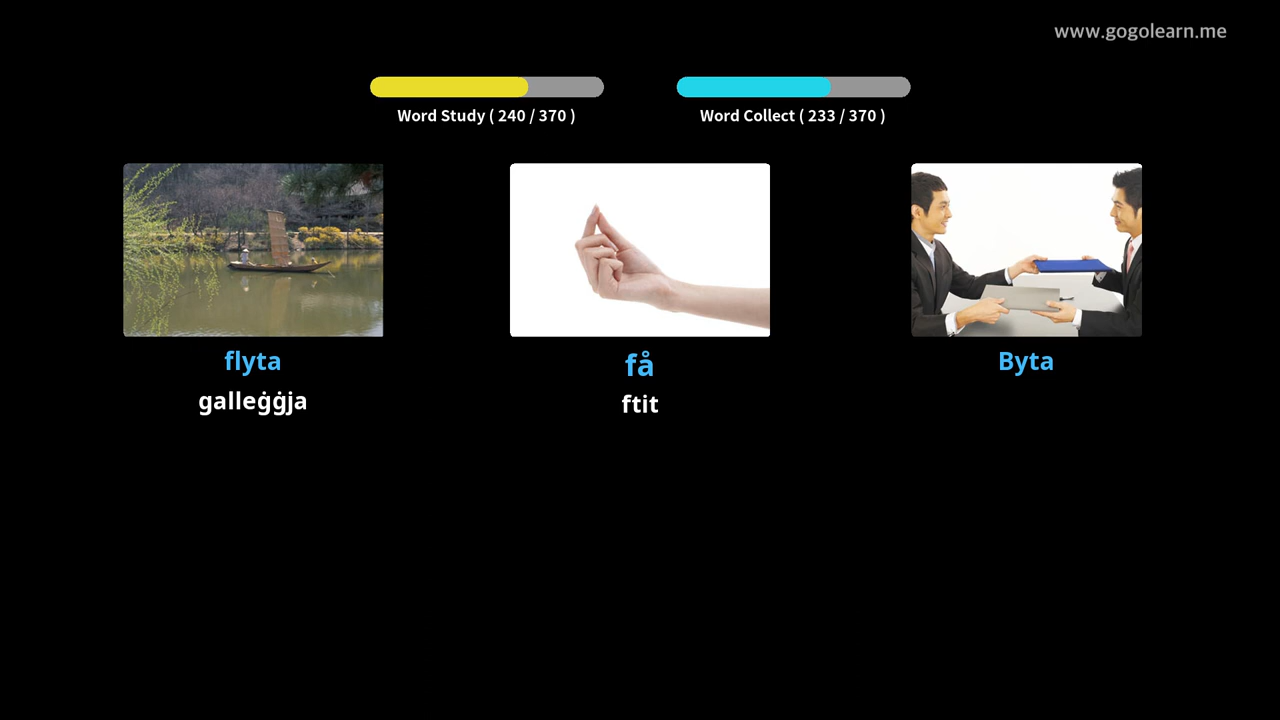 www.gogolearn.me
Word Study ( 240 / 370 )
Word Collect ( 233 / 370 )
flyta
få
Byta
galleġġja
ftit